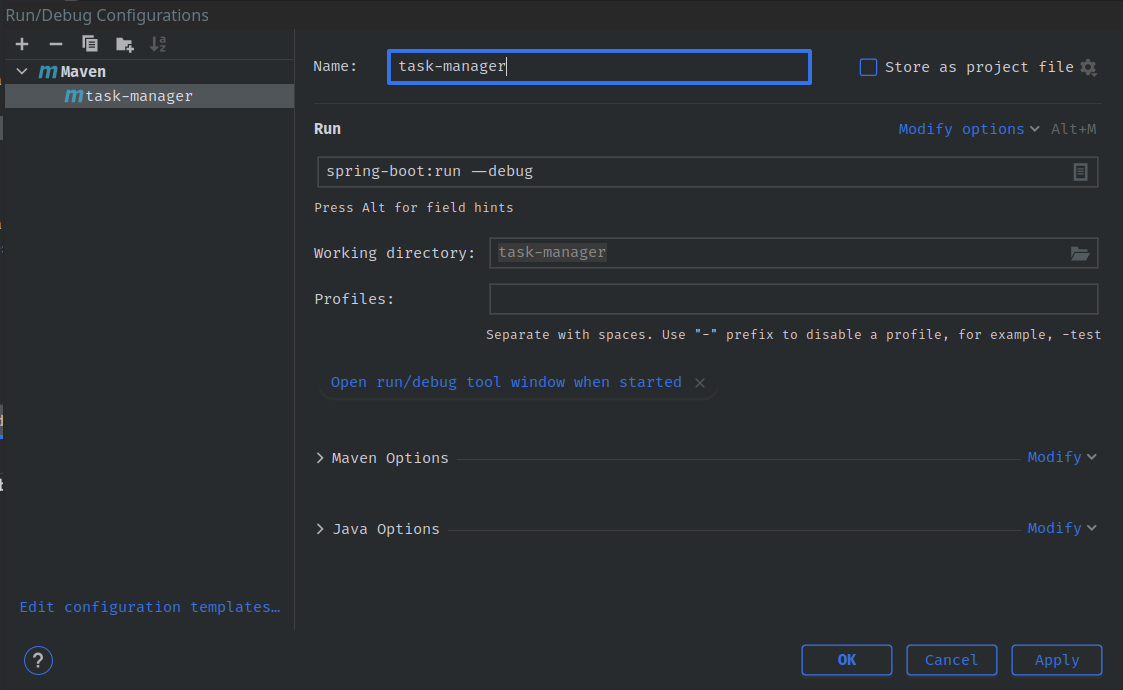 Run/Debug Configurations
Maven
task-manager
Name:
task-manager
Store as project file
Run
Modify options
Alt+M
spring-boot:run --debug
Press Alt for field hints
Working directory:
task-manager
Profiles:
Separate with spaces. Use "-" prefix to disable a profile, for example, -test
Open run/debug tool window when started
Maven Options
Modify
Java Options
Modify
Edit configuration templates…
?
OK
Cancel
Apply